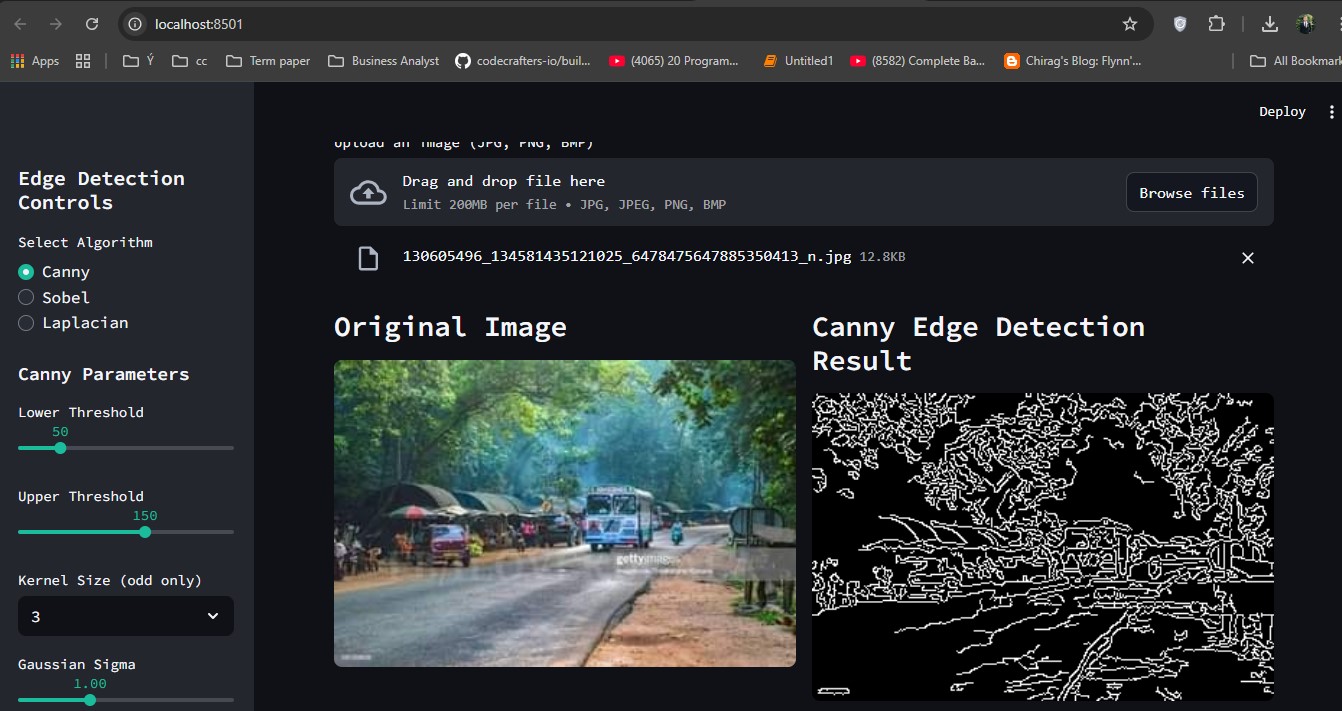 localhost:8501
Apps
Ý
cc
Term paper
Business Analyst
codecrafters-io/buil...
(4065) 20 Program...
Untitled1
(8582) Complete Ba...
Chirag's Blog: Flynn'...
All Bookmark
Deploy
Edge Detection
Controls
Select Algorithm
Canny
Sobel
Laplacian
Canny Parameters
Lower Threshold
50
Upper Threshold
150
Kernel Size (odd only)
3
Gaussian Sigma
1.00
Upload an image (JPG, PNG, BMP)
Drag and drop file here
Limit 200MB per file • JPG, JPEG, PNG, BMP
Browse files
130605496_134581435121025_6478475647885350413_n.jpg 12.8KB
Original Image
gettyimages
Canny Edge Detection
Result